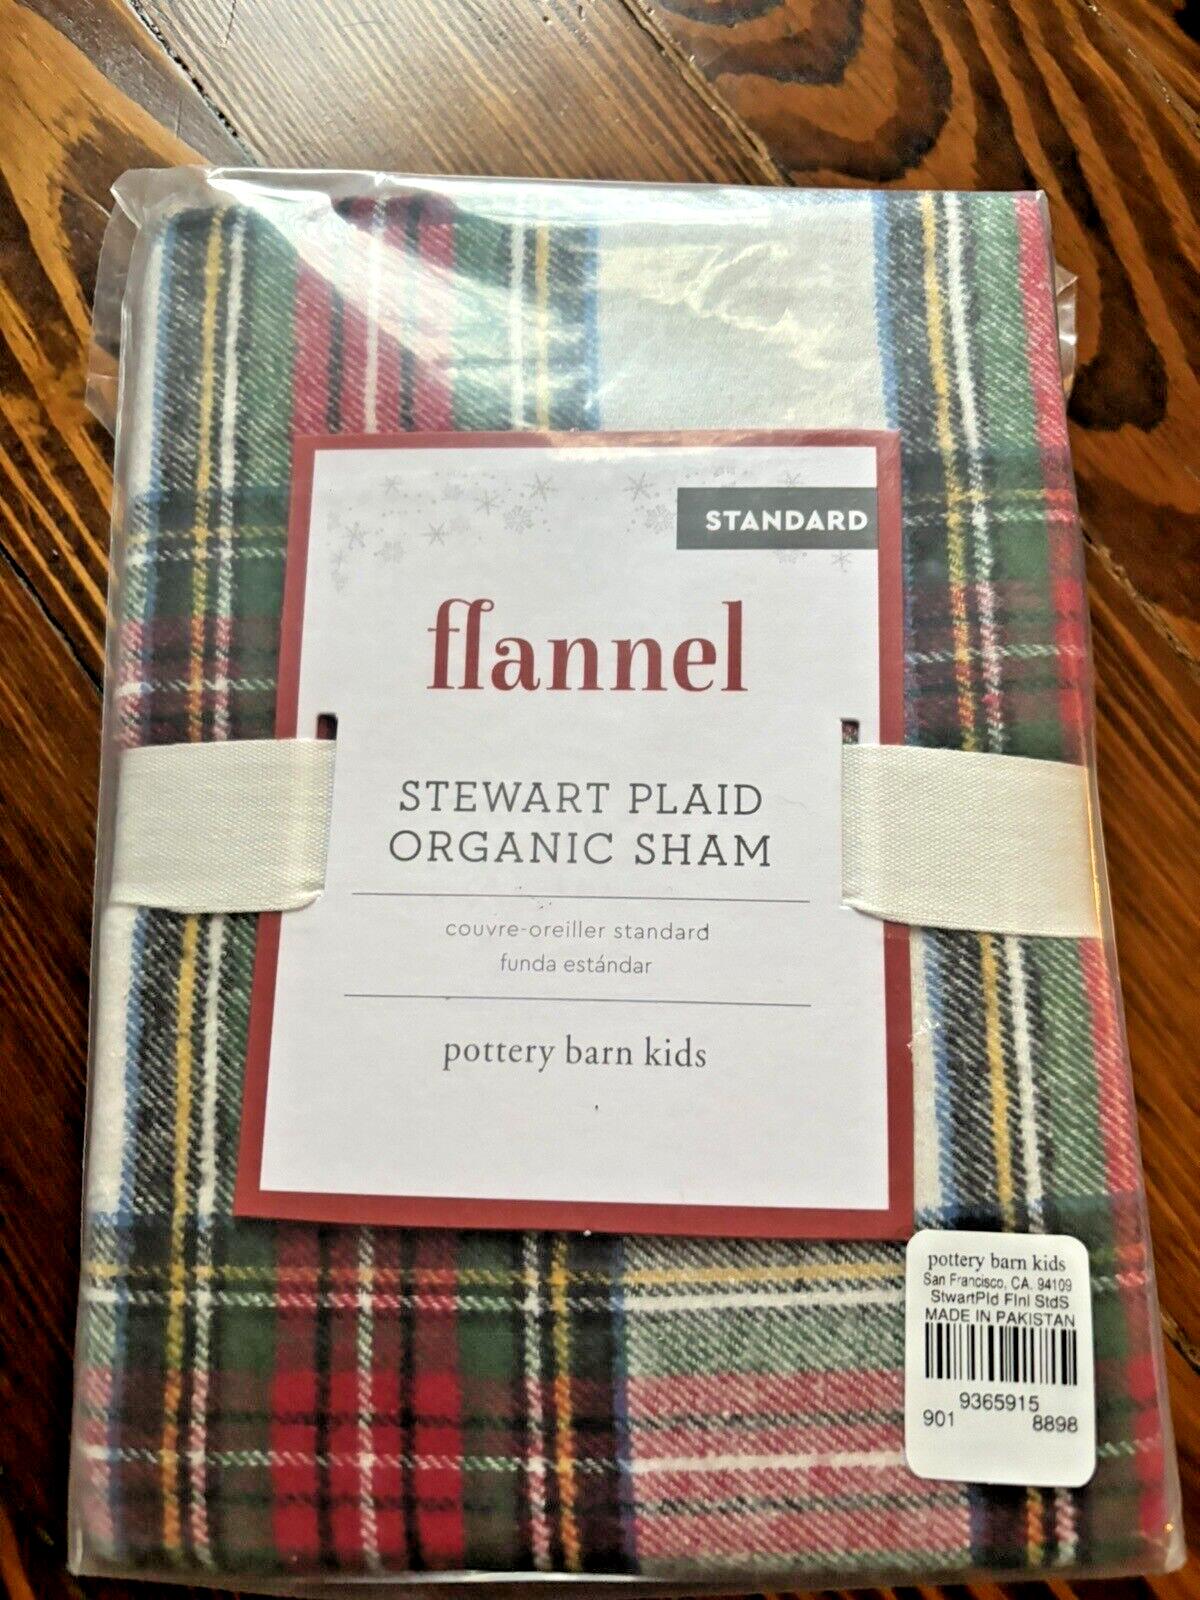 STANDARD
flannel
STEWART PLAID
ORGANIC SHAM
couvre-oreiller standard
funda estándar
pottery barn kids
pottery barn kids
San Francisco, CA. 94109
StwartPld Flnl StdS
MADE IN PAKISTAN
9365915
901 8898